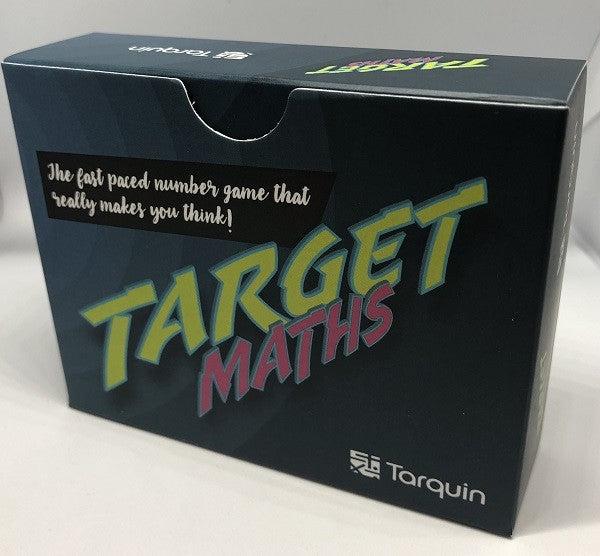 Tarquin
TARGET
MATHS
The fast paced number game that
really makes you think!
TARGET
MATHS
Tarquin